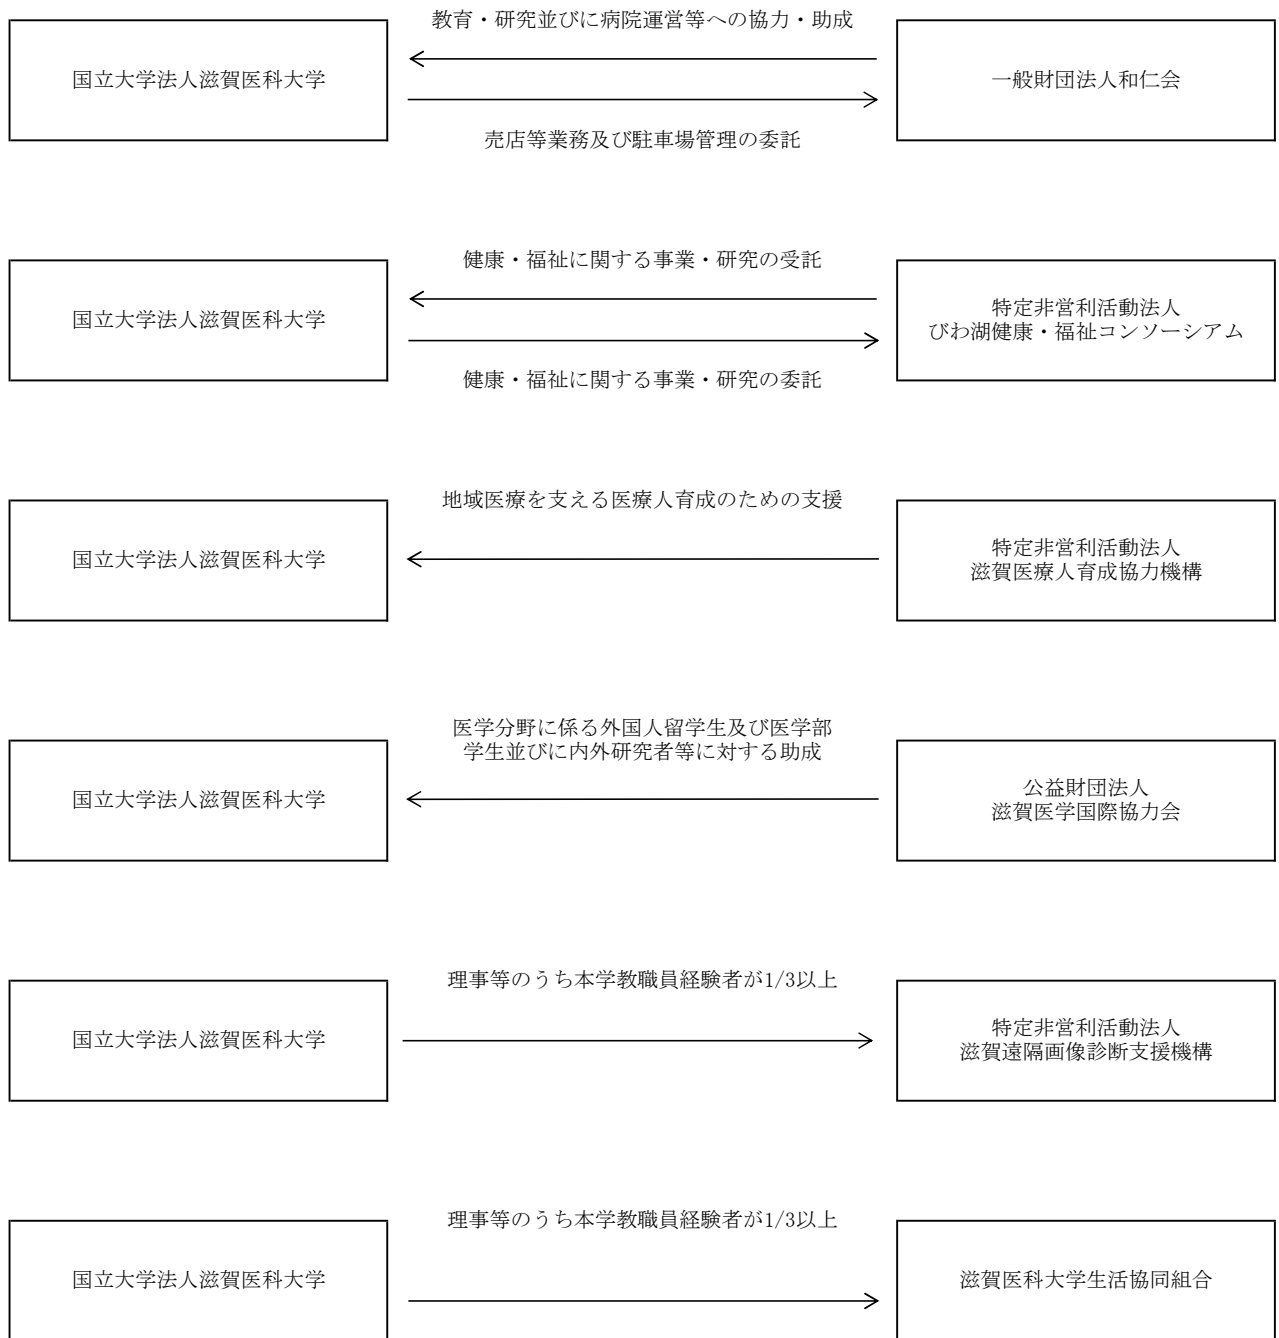 教育・研究並びに病院運営等への協力・助成
国立大学法人滋賀医科大学
一般財団法人和仁会
売店等業務及び駐車場管理の委託
健康・福祉に関する事業・研究の受託
国立大学法人滋賀医科大学
特定非営利活動法人
びわ湖健康・福祉コンソーシアム
健康・福祉に関する事業・研究の委託
地域医療を支える医療人育成のための支援
国立大学法人滋賀医科大学
特定非営利活動法人
滋賀医療人育成協力機構
医学分野に係る外国人留学生及び医学部
学生並びに内外研究者等に対する助成
国立大学法人滋賀医科大学
公益財団法人
滋賀医学国際協力会
理事等のうち本学教職員経験者が1/3以上
国立大学法人滋賀医科大学
特定非営利活動法人
滋賀遠隔画像診断支援機構
理事等のうち本学教職員経験者が1/3以上
国立大学法人滋賀医科大学
滋賀医科大学生活協同組合